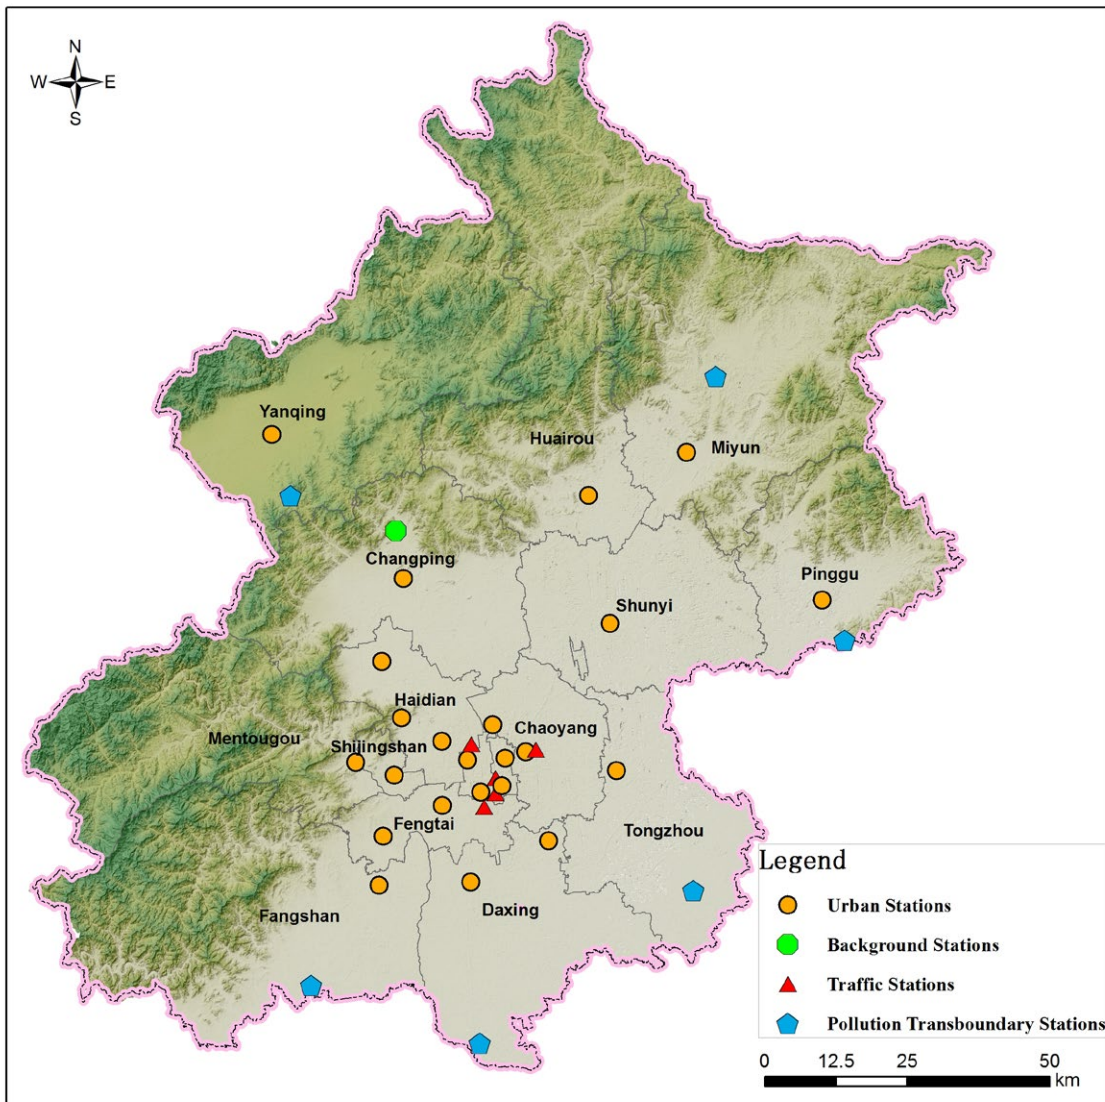 N
W E
S
Yanqing
Huairou
Miyun
Changping
Pinggu
Shunyi
Haidian
Chaoyang
Mentougou
Shijingshan
Fengtai
Tongzhou
Daxing
Fangshan
Legend
Urban Stations
Background Stations
Traffic Stations
Pollution Transboundary Stations
0 12.5 25 50
km